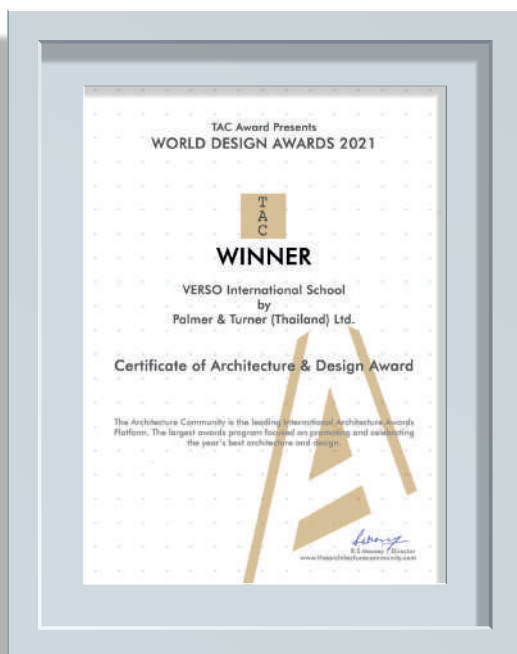 TAC Award Presents
WORLD DESIGN AWARDS 2021
T
A
C
WINNER
VERSO International School
by
Palmer & Turner (Thailand) Ltd.
Certificate of Architecture & Design Award
The Architecture Community is the leading International Architecture Awards
Platform. The largest awards program focused on promoting and celebrating
the year's best architecture and design.
Director
www.thearchitecturecommunity.com